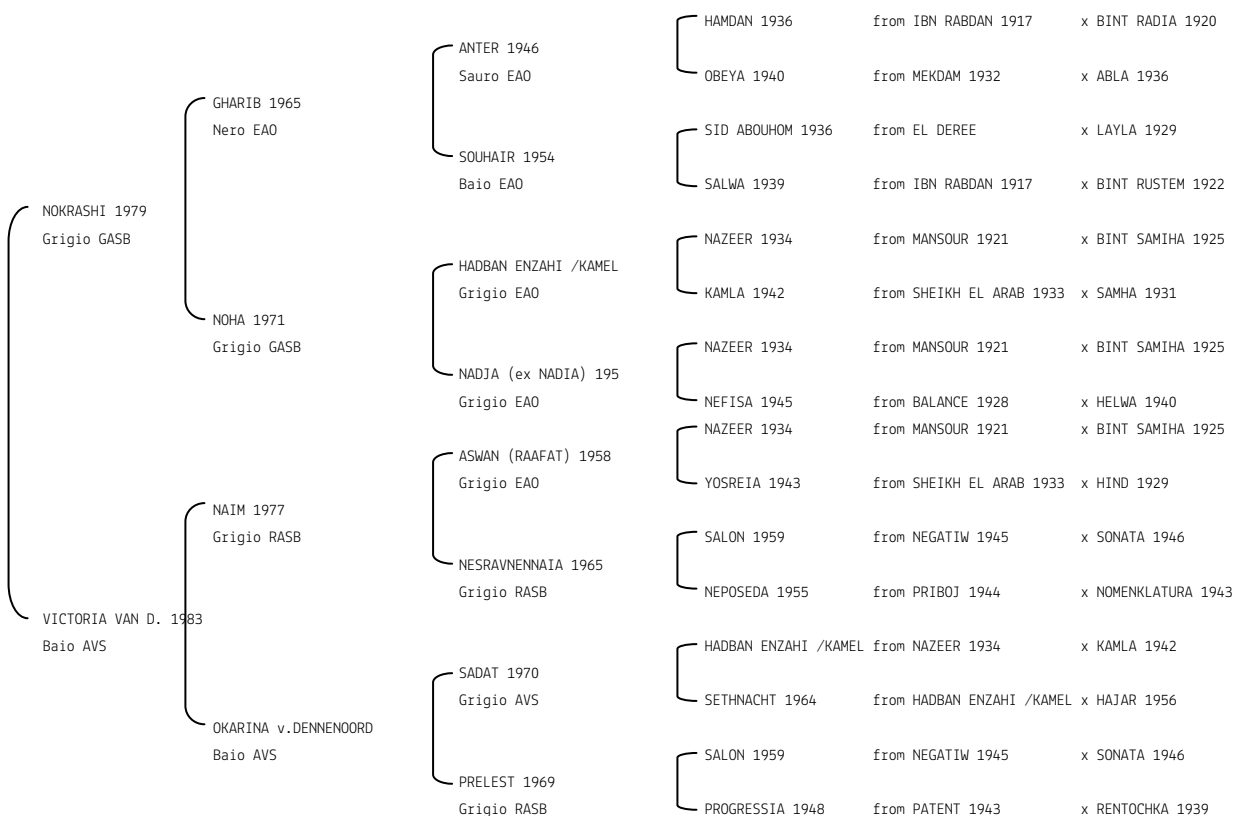 HAMDAN 1936 from IBN RABDAN 1917 x BINT RADIA 1920
ANTER 1946
Sauro EAO
OBEYA 1940 from MEKDAM 1932 x ABLA 1936
GHARIB 1965
Nero EAO
SID ABOUHOM 1936 from EL DEREE x LAYLA 1929
SOUHAIR 1954
Baio EAO
SALWA 1939 from IBN RABDAN 1917 x BINT RUSTEM 1922
NOKRASHI 1979
Grigio GASB
NAZEER 1934 from MANSOUR 1921 x BINT SAMIHA 1925
HADBAN ENZAHI /KAMEL
Grigio EAO
KAMLA 1942 from SHEIKH EL ARAB 1933 x SAMHA 1931
NOHA 1971
Grigio GASB
NAZEER 1934 from MANSOUR 1921 x BINT SAMIHA 1925
NADJA (ex NADIA) 195
Grigio EAO
NEFISA 1945 from BALANCE 1928 x HELWA 1940
NAZEER 1934 from MANSOUR 1921 x BINT SAMIHA 1925
ASWAN (RAAFAT) 1958
Grigio EAO
YOSREIA 1943 from SHEIKH EL ARAB 1933 x HIND 1929
NAIM 1977
Grigio RASB
SALON 1959 from NEGATIW 1945 x SONATA 1946
NESRAVNENNAIA 1965
Grigio RASB
NEPOSEDA 1955 from PRIBOJ 1944 x NOMENKLATURA 1943
VICTORIA VAN D. 1983
Baio AVS
HADBAN ENZAHI /KAMEL from NAZEER 1934 x KAMLA 1942
SADAT 1970
Grigio AVS
SETHNACHT 1964 from HADBAN ENZAHI /KAMEL x HAJAR 1956
OKARINA v.DENNENOORD
Baio AVS
SALON 1959 from NEGATIW 1945 x SONATA 1946
PRELEST 1969
Grigio RASB
PROGRESSIA 1948 from PATENT 1943 x RENTOCHKA 1939